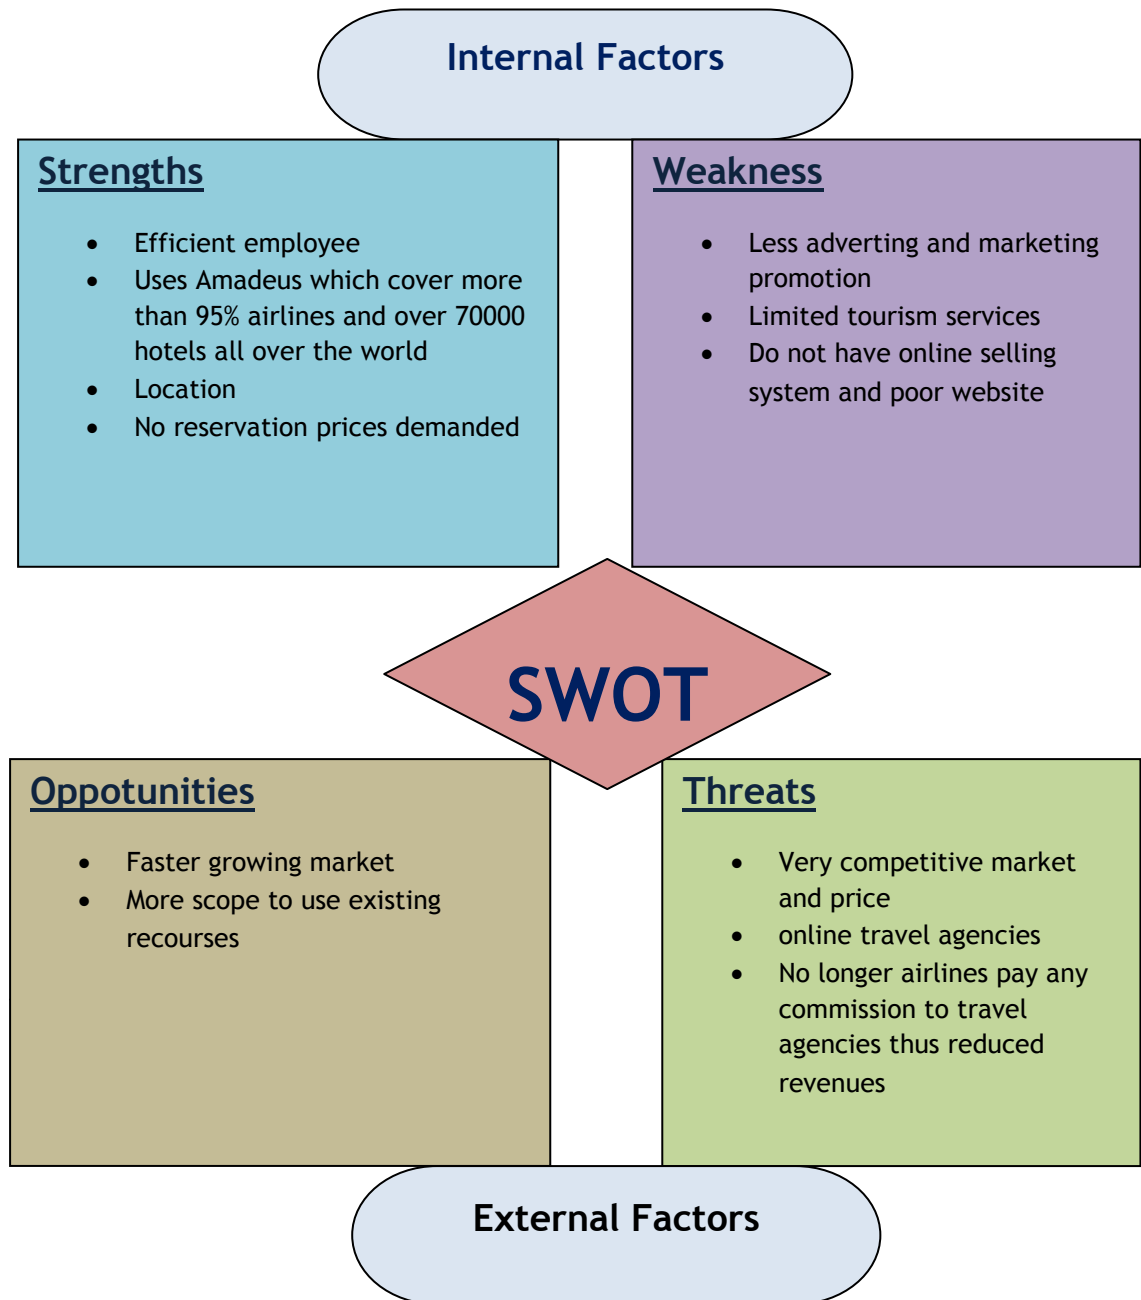 Internal Factors
Strengths
• Efficient employee
• Uses Amadeus which cover more
than 95% airlines and over 70000
hotels all over the world
• Location
• No reservation prices demanded
Weakness
• Less adverting and marketing
promotion
• Limited tourism services
• Do not have online selling
system and poor website
SWOT
Oppotunities
• Faster growing market
• More scope to use existing
recourses
Threats
• Very competitive market
and price
• online travel agencies
• No longer airlines pay any
commission to travel
agencies thus reduced
revenues
External Factors